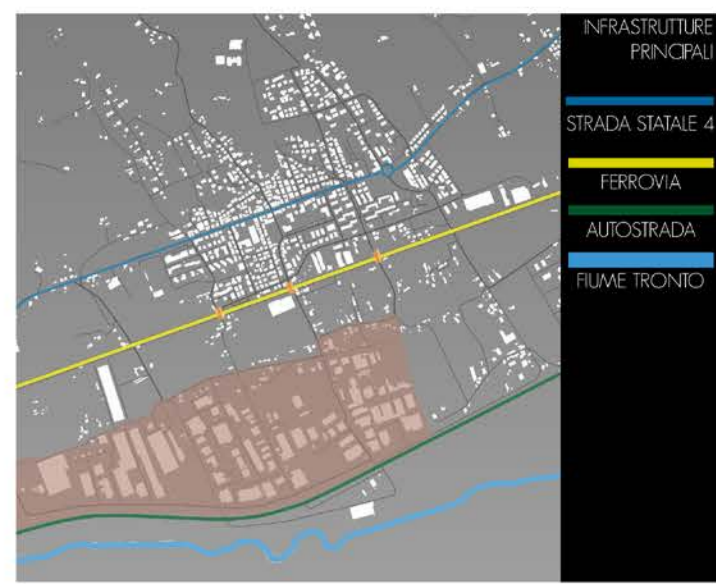 INFRASTRUTTURE
PRINCIPALI
STRADA STATALE 4
FERROVIA
AUTOSTRADA
FIUME TRONTO